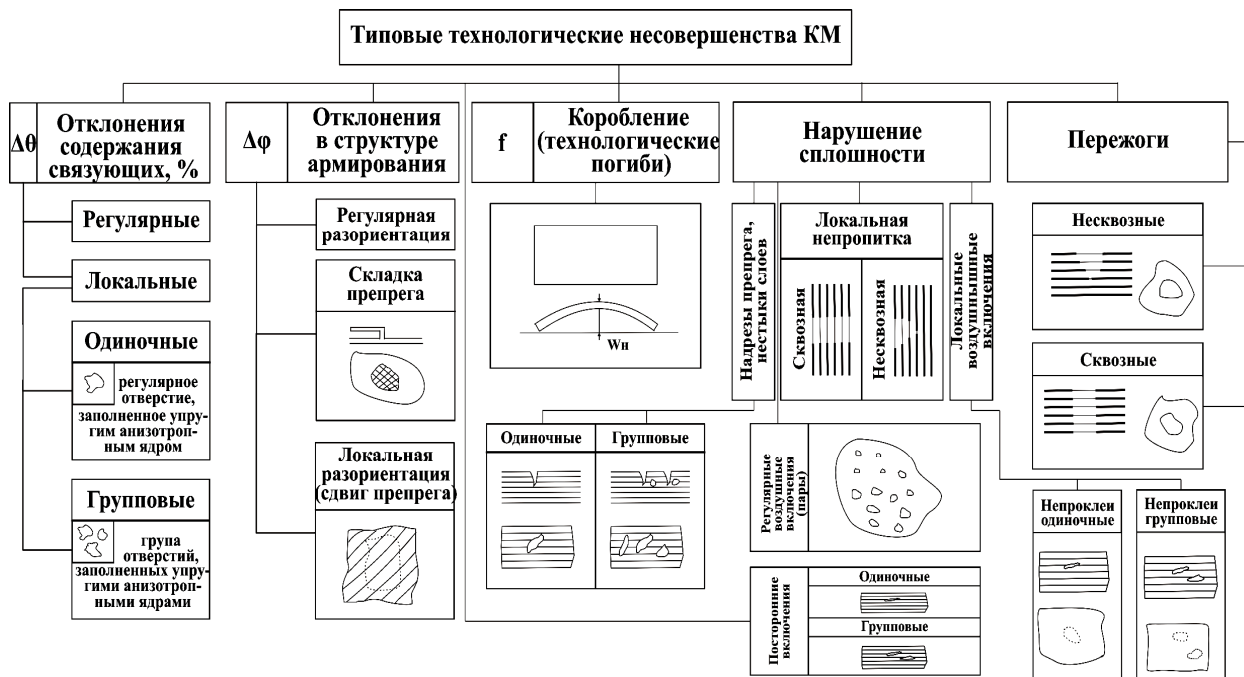 Типовые технологические несовершенства КМ
Δθ
Отклонения
содержания
связующих, %
Δφ
Отклонения
в структуре
армирования
f
Коробление
(технологические
погиби)
Нарушение
сплошности
Пережоги
Регулярные
Локальные
Одиночные
регулярное
отверстие,
заполненное упру-
гим анизотроп-
ным ядром
Групповые
група
отверстий,
заполненных упру-
гими анизотроп-
ными ядрами
Регулярная
разориентация
Складка
препрега
Локальная
разориентация
(сдвиг препрега)
Wн
Надрезы препрега,
нестыки слоев
Локальная
непропитка
Сквозная
Несквозная
Локальные
воздушнышные
включения
Несквозные
Сквозные
Одиночные
Групповые
Регулярные
воздушные
включения
(пары)
Посторонние
включения
Одиночные
Групповые
Непроклеи
одиночные
Непроклеи
групповые